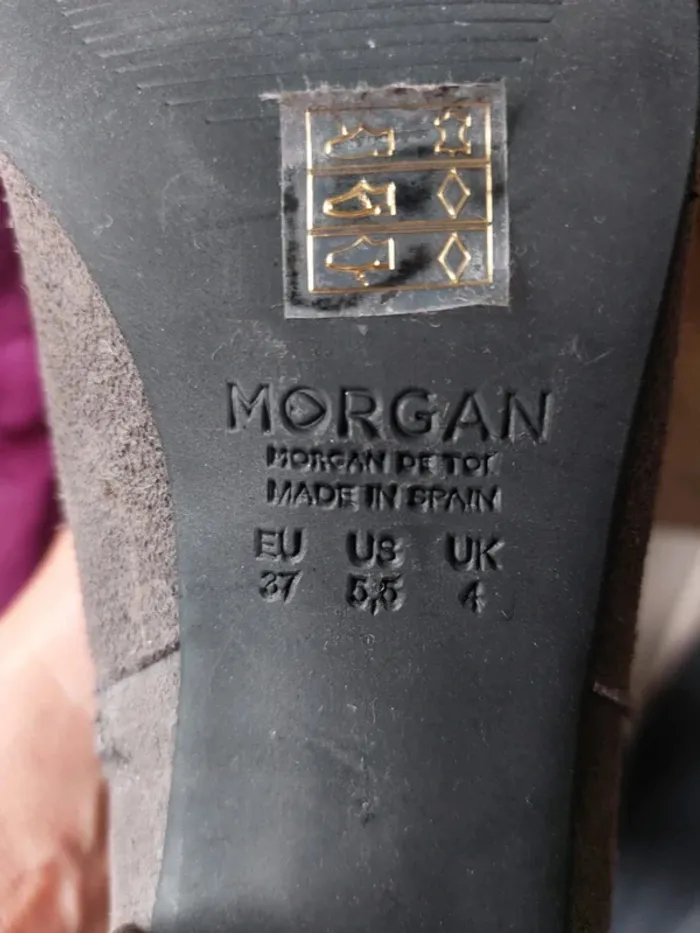 MORGAN
MORGAN DE TOI
MADE IN SPAIN
EU US UK
37 5,5 4